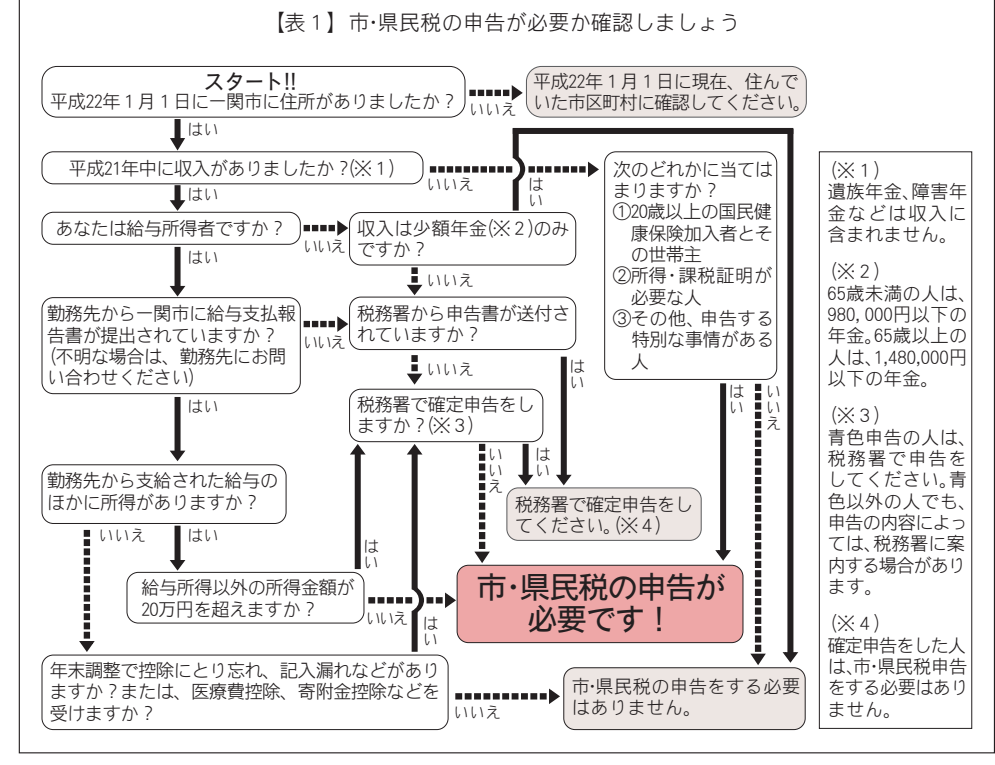 【表１】市･県民税の申告が必要か確認しましょう
スタート!!
平成22年１月１日に一関市に住所がありましたか？
いいえ
平成22年１月１日に現在、住んで
いた市区町村に確認してください。
はい
平成21年中に収入がありましたか？(※１)
いいえ
はい
次のどれかに当ては
まりますか？
①20歳以上の国民健
康保険加入者とそ
の世帯主
②所得・課税証明が
必要な人
③その他、申告する
特別な事情がある
人
はい
いいえ
はい
あなたは給与所得者ですか？
いいえ
収入は少額年金(※２)のみ
ですか？
はい
いいえ
勤務先から一関市に給与支払報
告書が提出されていますか？
(不明な場合は、勤務先にお問
い合わせください)
いいえ
税務署から申告書が送付さ
れていますか？
はい
いいえ
はい
税務署で確定申告をし
ますか？(※３)
いいえ
はい
勤務先から支給された給与の
ほかに所得がありますか？
税務署で確定申告をし
てください。(※４)
いいえ
はい
はい
給与所得以外の所得金額が
20万円を超えますか？
いいえ
はい
市･県民税の申告が
必要です！
年末調整で控除にとり忘れ、記入漏れなどがあり
ますか？または、医療費控除、寄附金控除などを
受けますか？
いいえ
市･県民税の申告をする必要
はありません。
(※１)
遺族年金、障害年
金などは収入に
含まれません。
(※２)
65歳未満の人は、
980,000円以下の
年金。65歳以上の
人は、1,480,000円
以下の年金。
(※３)
青色申告の人は、
税務署で申告を
してください。青
色以外の人でも、
申告の内容によっ
ては、税務署に案
内する場合があり
ます。
(※４)
確定申告をした人
は、市･県民税申告
をする必要はあり
ません。